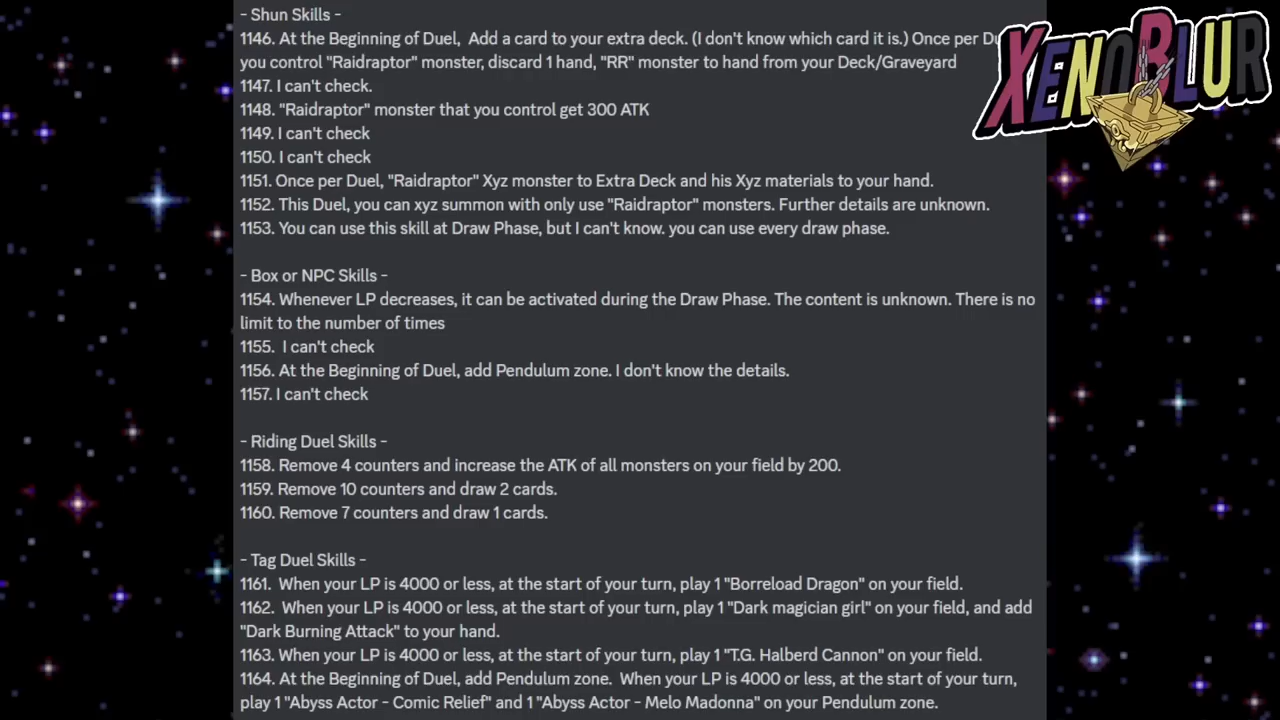 XENOBLUR
- Shun Skills -
1146. At the Beginning of Duel,  Add a card to your extra deck. (I don't know which card it is.) Once per
you control "Raidraptor" monster, discard 1 hand, "RR" monster to hand from your Deck/Graveyard
1147. I can't check.
1148. "Raidraptor" monster that you control get 300 ATK
1149. I can't check
1150. I can't check
1151. Once per Duel, "Raidraptor" Xyz monster to Extra Deck and his Xyz materials to your hand.
1152. This Duel, you can xyz summon with only use "Raidraptor" monsters. Further details are unknown.
1153. You can use this skill at Draw Phase, but I can't know. you can use every draw phase.
- Box or NPC Skills -
1154. Whenever LP decreases, it can be activated during the Draw Phase. The content is unknown. There is no
limit to the number of times
1155.  I can't check
1156. At the Beginning of Duel, add Pendulum zone. I don't know the details.
1157. I can't check
- Riding Duel Skills -
1158. Remove 4 counters and increase the ATK of all monsters on your field by 200.
1159. Remove 10 counters and draw 2 cards.
1160. Remove 7 counters and draw 1 cards.
- Tag Duel Skills -
1161.  When your LP is 4000 or less, at the start of your turn, play 1 "Borreload Dragon" on your field.
1162.  When your LP is 4000 or less, at the start of your turn, play 1 "Dark magician girl" on your field, and add
"Dark Burning Attack" to your hand.
1163. When your LP is 4000 or less, at the start of your turn, play 1 "T.G. Halberd Cannon" on your field.
1164. At the Beginning of Duel, add Pendulum zone.  When your LP is 4000 or less, at the start of your turn,
play 1 "Abyss Actor - Comic Relief" and 1 "Abyss Actor - Melo Madonna" on your Pendulum zone.